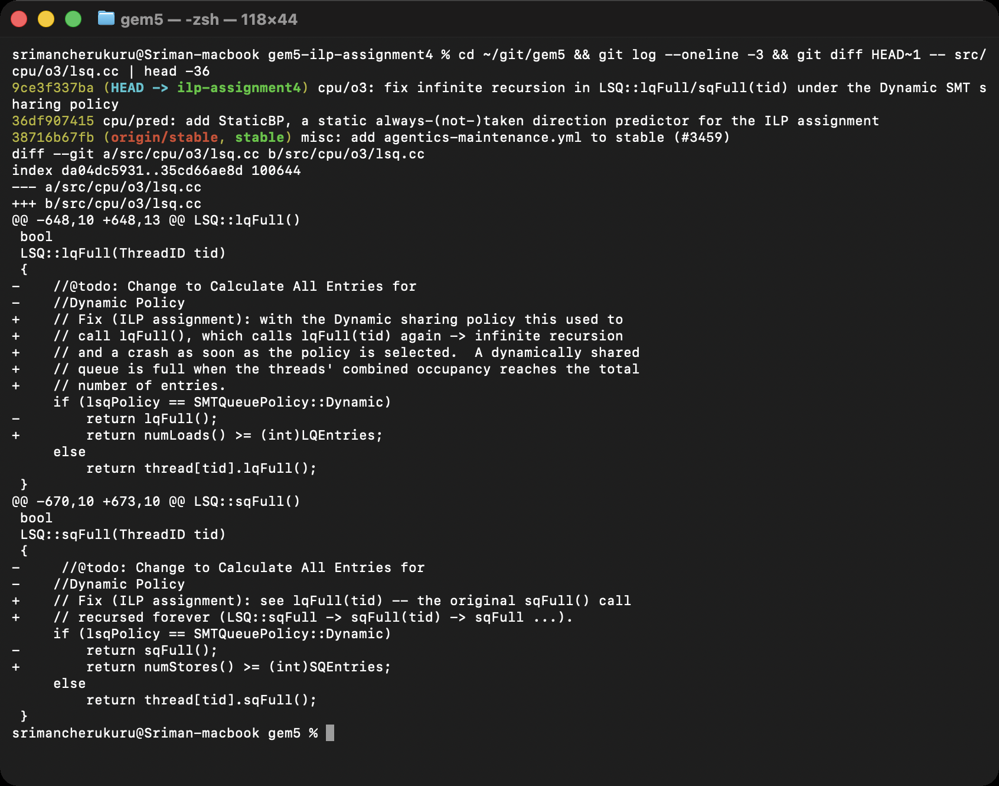 gem5 — -zsh — 118×44
srimancherukuru@Sriman-macbook gem5-ilp-assignment4 % cd ~/git/gem5 && git log --oneline -3 && git diff HEAD~1 -- src/
cpu/o3/lsq.cc | head -36
9ce3f337ba (HEAD -> ilp-assignment4) cpu/o3: fix infinite recursion in LSQ::lqFull/sqFull(tid) under the Dynamic SMT s
haring policy
36df907415 cpu/pred: add StaticBP, a static always-(not-)taken direction predictor for the ILP assignment
38716b67fb (origin/stable, stable) misc: add agentics-maintenance.yml to stable (#3459)
diff --git a/src/cpu/o3/lsq.cc b/src/cpu/o3/lsq.cc
index da04dc5931..35cd66ae8d 100644
--- a/src/cpu/o3/lsq.cc
+++ b/src/cpu/o3/lsq.cc
@@ -648,10 +648,13 @@ LSQ::lqFull()
 bool
 LSQ::lqFull(ThreadID tid)
 {
-    //@todo: Change to Calculate All Entries for
-    //Dynamic Policy
+    // Fix (ILP assignment): with the Dynamic sharing policy this used to
+    // call lqFull(), which calls lqFull(tid) again -> infinite recursion
+    // and a crash as soon as the policy is selected.  A dynamically shared
+    // queue is full when the threads' combined occupancy reaches the total
+    // number of entries.
     if (lsqPolicy == SMTQueuePolicy::Dynamic)
-        return lqFull();
+        return numLoads() >= (int)LQEntries;
     else
         return thread[tid].lqFull();
 }
@@ -670,10 +673,10 @@ LSQ::sqFull()
 bool
 LSQ::sqFull(ThreadID tid)
 {
-     //@todo: Change to Calculate All Entries for
-    //Dynamic Policy
+    // Fix (ILP assignment): see lqFull(tid) -- the original sqFull() call
+    // recursed forever (LSQ::sqFull -> sqFull(tid) -> sqFull ...).
     if (lsqPolicy == SMTQueuePolicy::Dynamic)
-        return sqFull();
+        return numStores() >= (int)SQEntries;
     else
         return thread[tid].sqFull();
 }
srimancherukuru@Sriman-macbook gem5 %